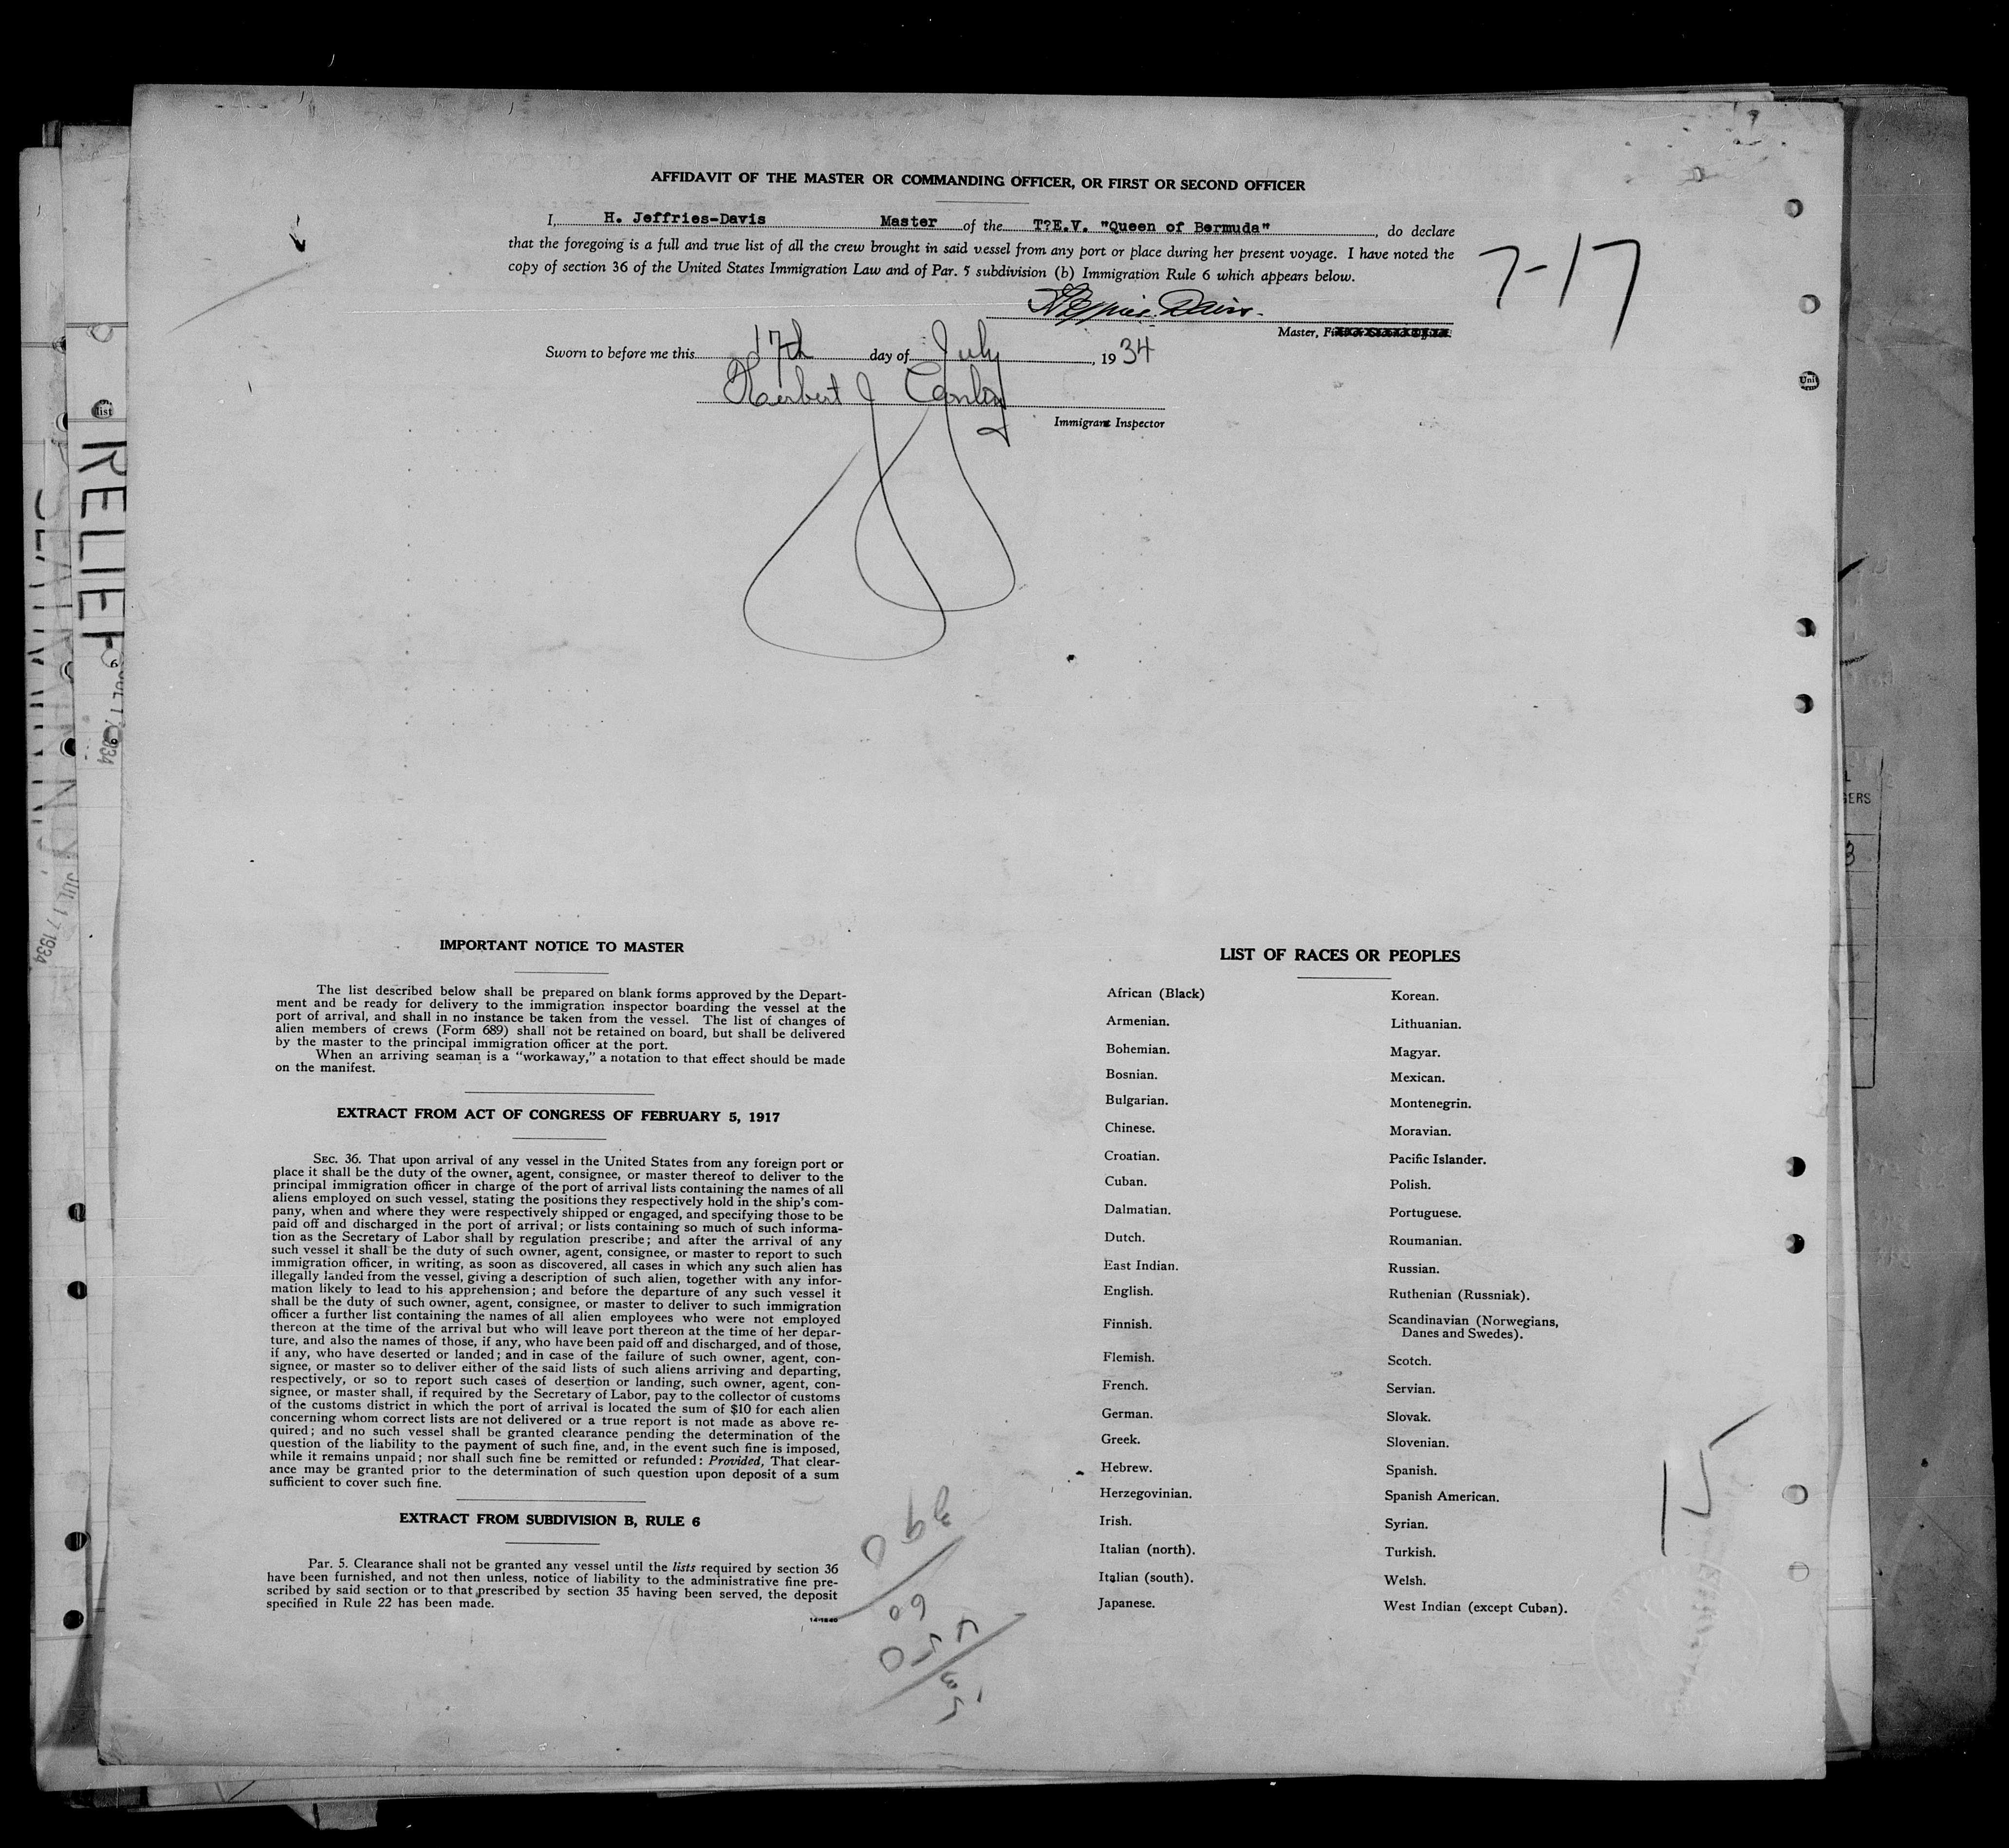 AFFIDAVIT OF THE MASTER OR COMMANDING OFFICER, OR FIRST OR SECOND OFFICER
I, H. Jeffries-Davis Master of the T?E.V. "Queen of Bermuda", do declare
that the foregoing is a full and true list of all the crew brought in said vessel from any port or place during her present voyage. I have noted the
copy of section 36 of the United States Immigration Law and of Par. 5 subdivision (b) Immigration Rule 6 which appears below.
7-17
Master,
Sworn to before me this 17th day of July, 1934
Herbert J
Immigrant Inspector
list
Unit
RELIEF
JUL 17 1934
JUL 17 1934
GERS
3
IMPORTANT NOTICE TO MASTER
The list described below shall be prepared on blank forms approved by the Depart-
ment and be ready for delivery to the immigration inspector boarding the vessel at the
port of arrival, and shall in no instance be taken from the vessel. The list of changes of
alien members of crews (Form 689) shall not be retained on board, but shall be delivered
by the master to the principal immigration officer at the port.
When an arriving seaman is a "workaway," a notation to that effect should be made
on the manifest.
EXTRACT FROM ACT OF CONGRESS OF FEBRUARY 5, 1917
SEC. 36. That upon arrival of any vessel in the United States from any foreign port or
place it shall be the duty of the owner, agent, consignee, or master thereof to deliver to the
principal immigration officer in charge of the port of arrival lists containing the names of all
aliens employed on such vessel, stating the positions they respectively hold in the ship's com-
pany, when and where they were respectively shipped or engaged, and specifying those to be
paid off and discharged in the port of arrival; or lists containing so much of such informa-
tion as the Secretary of Labor shall by regulation prescribe; and after the arrival of any
such vessel it shall be the duty of such owner, agent, consignee, or master to report to such
immigration officer, in writing, as soon as discovered, all cases in which any such alien has
illegally landed from the vessel, giving a description of such alien, together with any infor-
mation likely to lead to his apprehension; and before the departure of any such vessel it
shall be the duty of such owner, agent, consignee, or master to deliver to such immigration
officer a further list containing the names of all alien employees who were not employed
thereon at the time of the arrival but who will leave port thereon at the time of her depar-
ture, and also the names of those, if any, who have been paid off and discharged, and of those,
if any, who have deserted or landed; and in case of the failure of such owner, agent, con-
signee, or master so to deliver either of the said lists of such aliens arriving and departing,
respectively, or so to report such cases of desertion or landing, such owner, agent, con-
signee, or master shall, if required by the Secretary of Labor, pay to the collector of customs
of the customs district in which the port of arrival is located the sum of $10 for each alien
concerning whom correct lists are not delivered or a true report is not made as above re-
quired; and no such vessel shall be granted clearance pending the determination of the
question of the liability to the payment of such fine, and, in the event such fine is imposed,
while it remains unpaid; nor shall such fine be remitted or refunded: Provided, That clear-
ance may be granted prior to the determination of such question upon deposit of a sum
sufficient to cover such fine.
EXTRACT FROM SUBDIVISION B, RULE 6
Par. 5. Clearance shall not be granted any vessel until the lists required by section 36
have been furnished, and not then unless, notice of liability to the administrative fine pre-
scribed by said section or to that prescribed by section 35 having been served, the deposit
specified in Rule 22 has been made.
14-1840
LIST OF RACES OR PEOPLES
African (Black)
Armenian.
Bohemian.
Bosnian.
Bulgarian.
Chinese.
Croatian.
Cuban.
Dalmatian.
Dutch.
East Indian.
English.
Finnish.
Flemish.
French.
German.
Greek.
Hebrew.
Herzegovinian.
Irish.
Italian (north).
Italian (south).
Japanese.
Korean.
Lithuanian.
Magyar.
Mexican.
Montenegrin.
Moravian.
Pacific Islander.
Polish.
Portuguese.
Roumanian.
Russian.
Ruthenian (Russniak).
Scandinavian (Norwegians,
Danes and Swedes).
Scotch.
Servian.
Slovak.
Slovenian.
Spanish.
Spanish American.
Syrian.
Turkish.
Welsh.
West Indian (except Cuban).
15